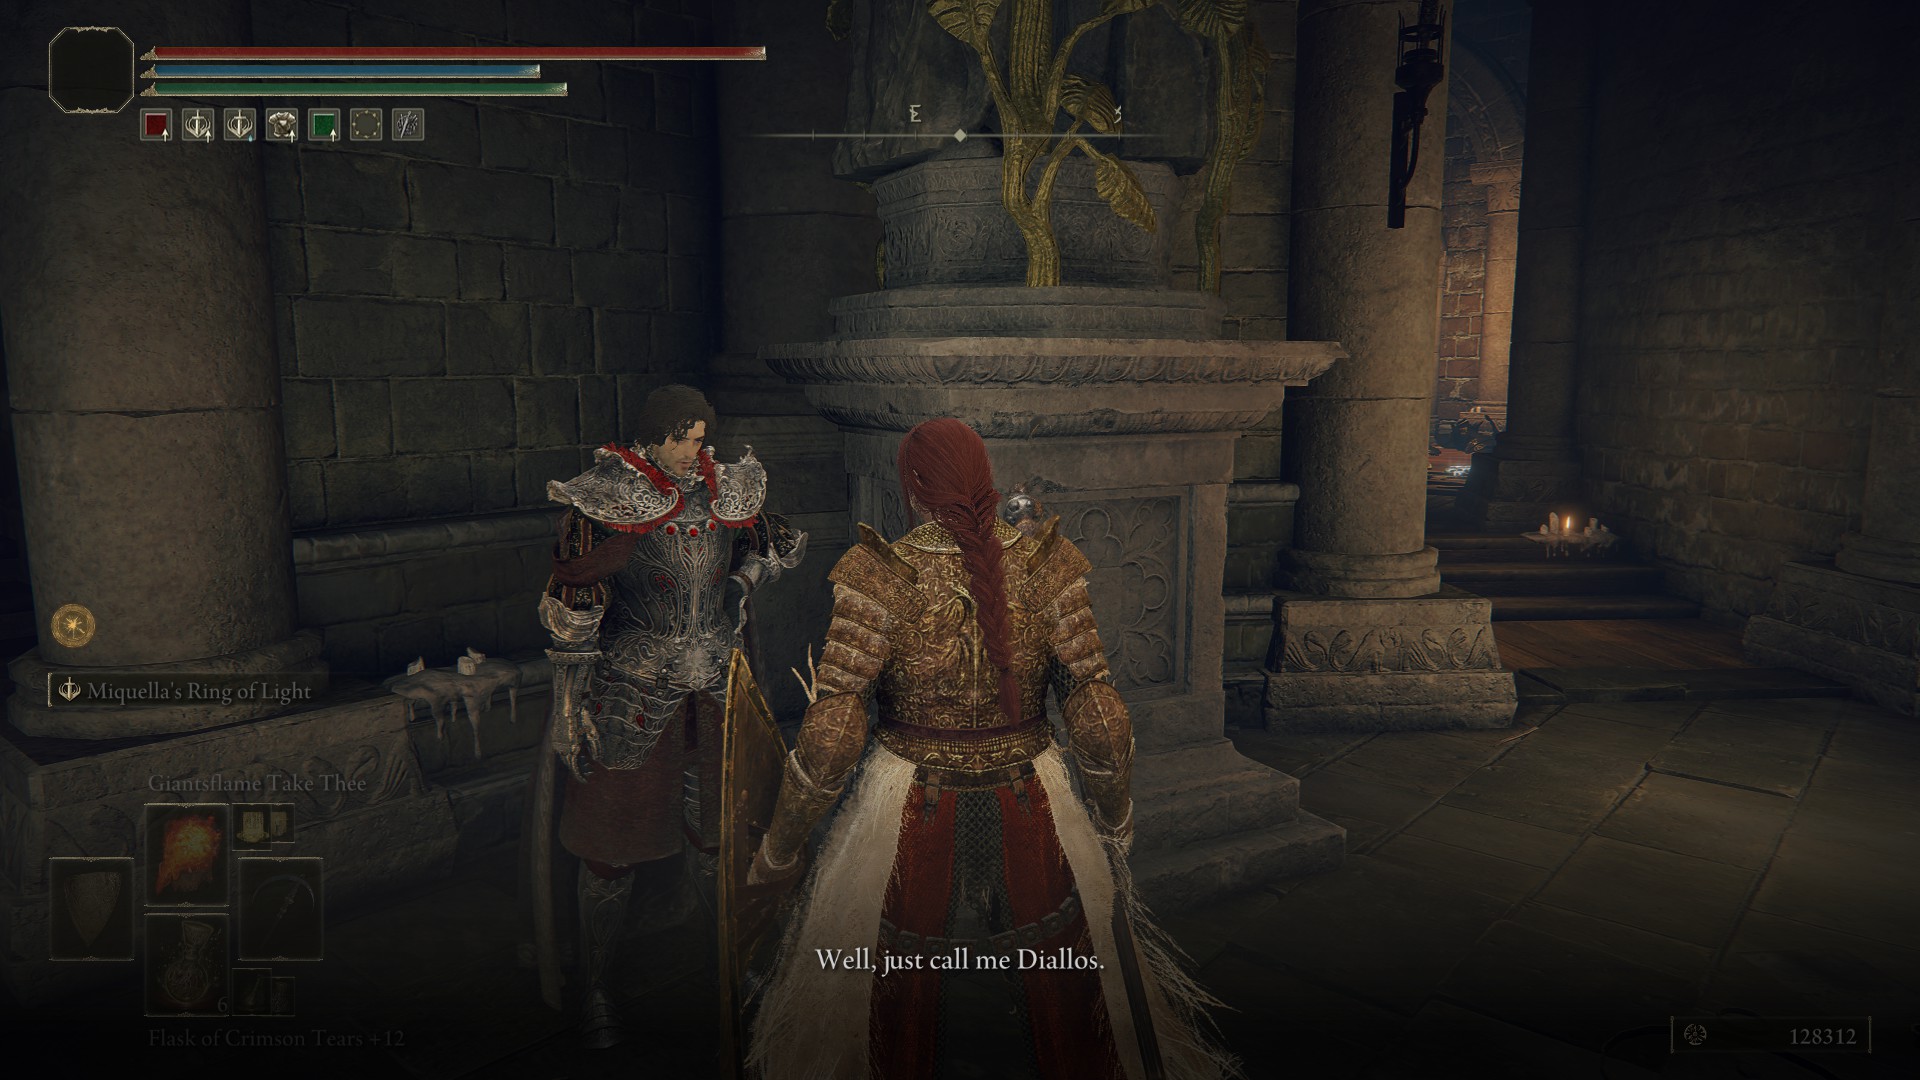 E
Miquella's Ring of Light
Giantsflame Take Thee
6
Flask of Crimson Tears +12
Well, just call me Diallos.
128312